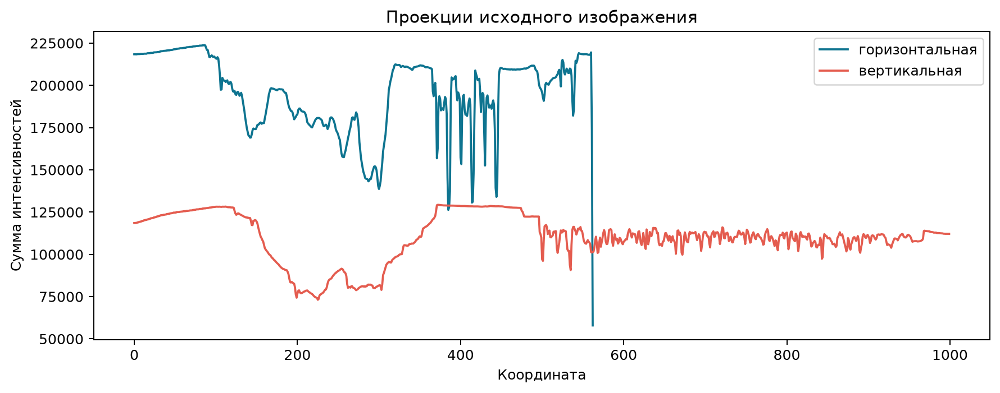 Проекции исходного изображения
Сумма интенсивностей
225000
200000
175000
150000
125000
100000
75000
50000
горизонтальная
вертикальная
0
200
400
600
800
1000
Координата